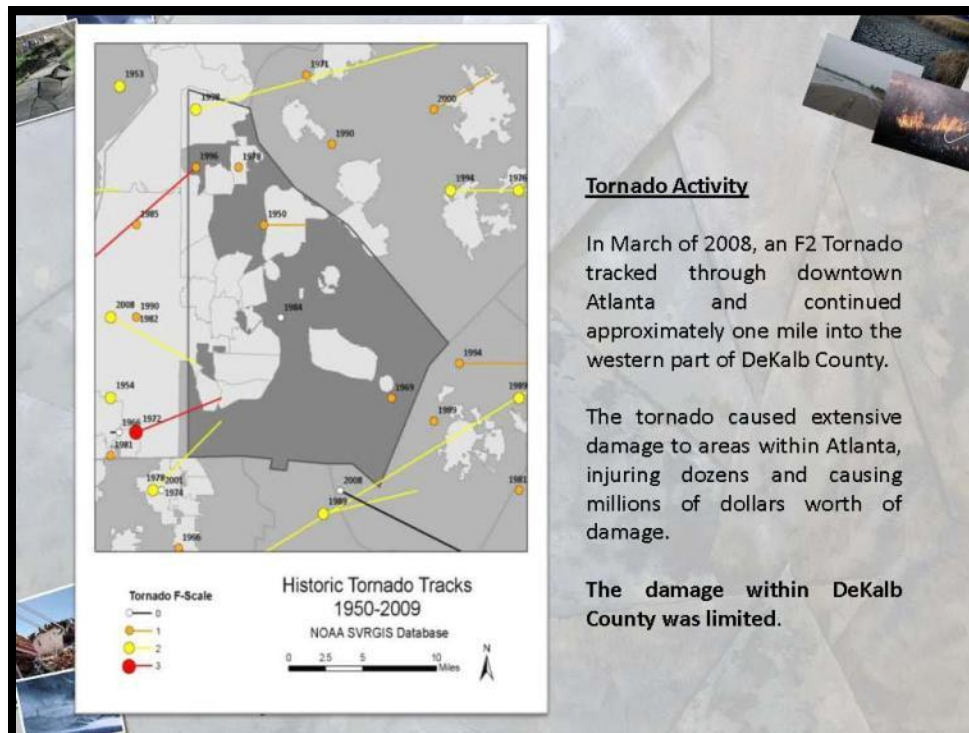 1953
1971
1998
2000
1990
1996
1978
1994
1976
1985
1950
2008
1990
1982
1984
1994
1954
1969
1989
1966
1972
1989
1981
1978
2001
1974
2008
1981
1989
1996
Tornado F-Scale
0
1
2
3
Historic Tornado Tracks
1950-2009
NOAA SVRGIS Database
0 2.5 5 10
Miles
N
Tornado Activity
In March of 2008, an F2 Tornado
tracked through downtown
Atlanta and continued
approximately one mile into the
western part of DeKalb County.
The tornado caused extensive
damage to areas within Atlanta,
injuring dozens and causing
millions of dollars worth of
damage.
The damage within DeKalb
County was limited.